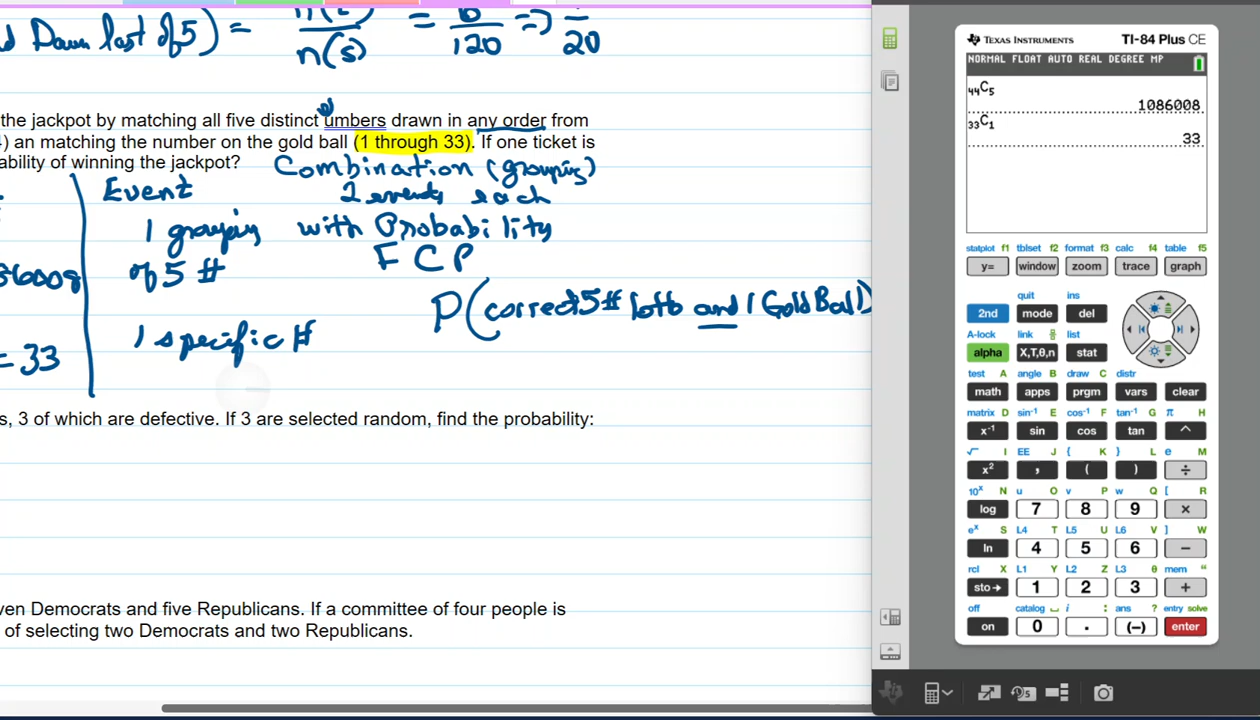 d Down last of 5) = n( ) / n(s) = 6 / 120 => / 20
the jackpot by matching all five distinct umbers drawn in any order from
) an matching the number on the gold ball (1 through 33). If one ticket is
ability of winning the jackpot?
Combination (grouping)
Event
2 events each
1 grouping
with Probability
of 5 #
F C P
36008
P(correct 5# lotto and 1 Gold Ball)
1 specific #
= 33
s, 3 of which are defective. If 3 are selected random, find the probability:
ven Democrats and five Republicans. If a committee of four people is
of selecting two Democrats and two Republicans.
TEXAS INSTRUMENTS TI-84 Plus CE
NORMAL FLOAT AUTO REAL DEGREE MP
44C5
1086008
33C1
33
statplot f1 tblset f2 format f3 calc f4 table f5
y= window zoom trace graph
quit ins
2nd mode del
A-lock link list
alpha X,T,θ,n stat
test A angle B draw C distr
math apps prgm vars clear
matrix D sin-1 E cos-1 F tan-1 G π H
x-1 sin cos tan ^
√ I EE J { K } L e M
x2 , ( ) ÷
10x N u O v P w Q [ R
log 7 8 9 ×
ex S L4 T L5 U L6 V ] W
ln 4 5 6 −
rcl X L1 Y L2 Z L3 θ mem "
sto→ 1 2 3 +
off catalog i : ans ? entry solve
on 0 . (−) enter